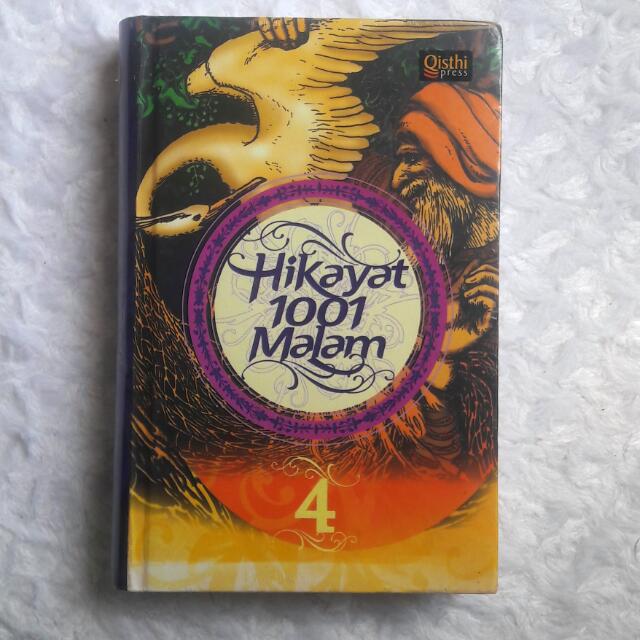 Qisthi
press
Hikayat
1001
Malam
4